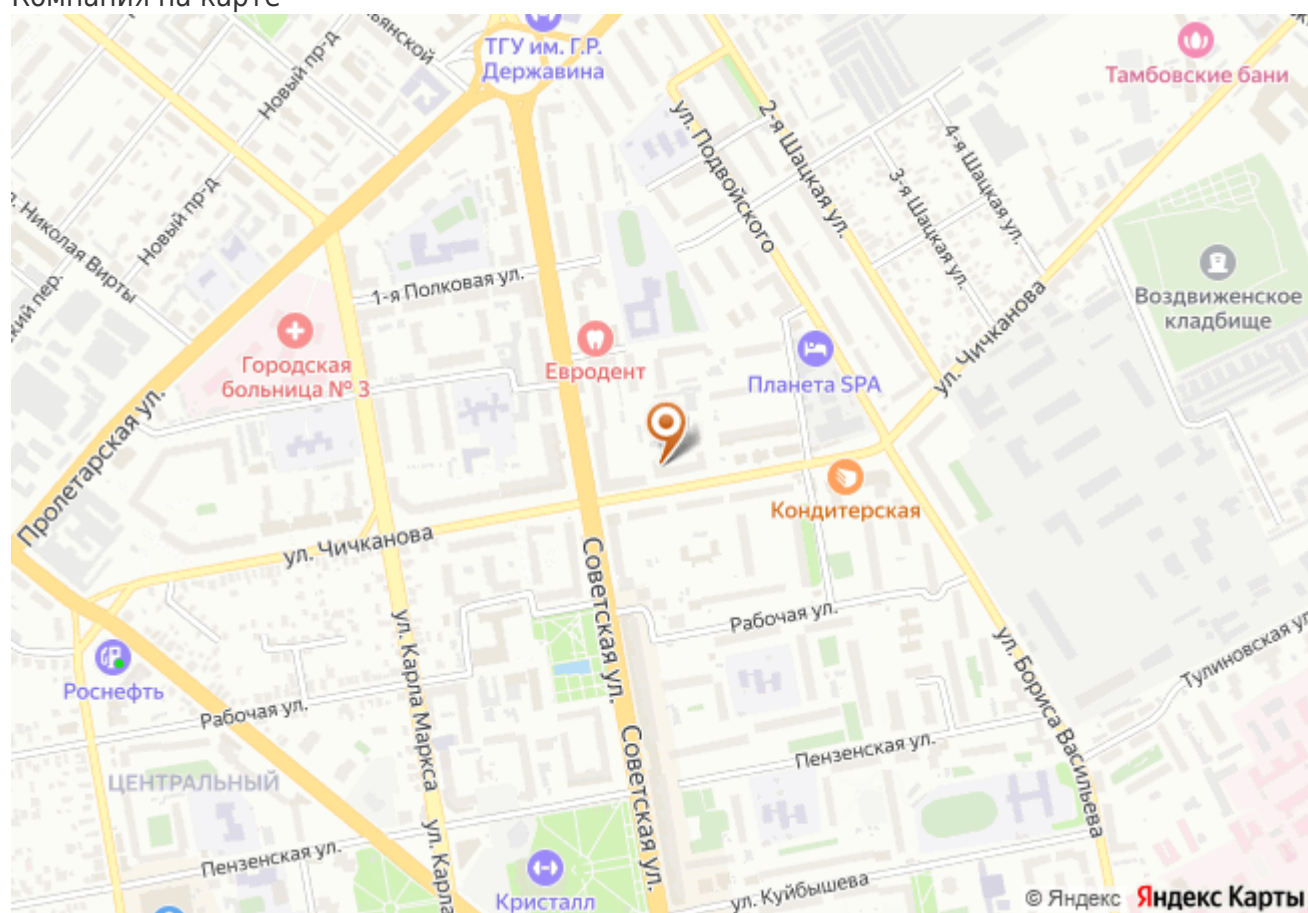 Компания на карте
ТГУ им. Г.Р.
Державина
Тамбовские бани
Новый пр-д
ул. Подвойского
2-я Шацкая ул.
4-я Шацкая ул.
3-я Шацкая ул.
Николая Вирты
Новый пр-д
1-я Полковая ул.
Воздвиженское
кладбище
ул. Чичканова
Городская
больница № 3
Евродент
Планета SPA
Пролетарская ул.
Кондитерская
ул. Чичканова
Советская ул.
Рабочая ул.
ул. Карла Маркса
ул. Бориса Васильева
Тулиновская ул
Роснефть
Рабочая ул.
Советская ул.
Пензенская ул.
ЦЕНТРАЛЬНЫЙ
ул. Карла
Пензенская ул.
Кристалл
ул. Куйбышева
© Яндекс Яндекс Карты